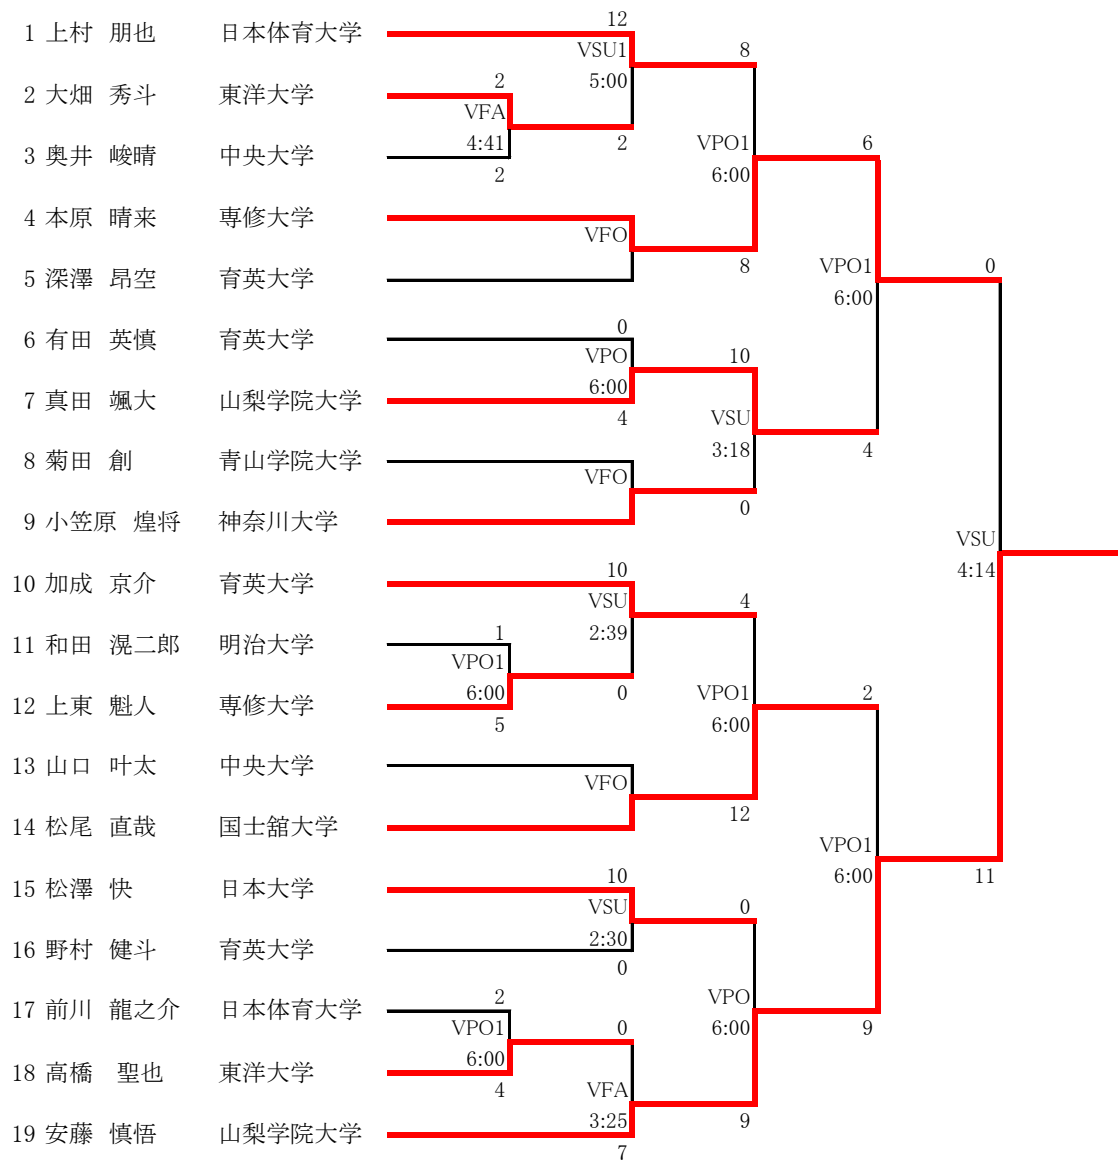 12
1 上村 朋也 日本体育大学
VSU1 8
5:00
2
2 大畑 秀斗 東洋大学
VFA
4:41 2 VPO1 6
3 奥井 峻晴 中央大学
2 6:00
4 本原 晴来 専修大学
VFO
8 VPO1 0
5 深澤 昂空 育英大学
6:00
0
6 有田 英慎 育英大学
VPO 10
6:00
7 真田 颯大 山梨学院大学
4 VSU
3:18 4
8 菊田 創 青山学院大学
VFO
0
9 小笠原 煌将 神奈川大学
VSU
10 4:14
10 加成 京介 育英大学
VSU 4
1 2:39
11 和田 滉二郎 明治大学
VPO1
6:00 0 VPO1 2
12 上東 魁人 専修大学
5 6:00
13 山口 叶太 中央大学
VFO
12
14 松尾 直哉 国士舘大学
VPO1
10 6:00 11
15 松澤 快 日本大学
VSU 0
2:30
16 野村 健斗 育英大学
0
2 VPO
17 前川 龍之介 日本体育大学
VPO1 0 6:00 9
6:00
18 高橋 聖也 東洋大学
4 VFA
3:25 9
19 安藤 慎悟 山梨学院大学
7